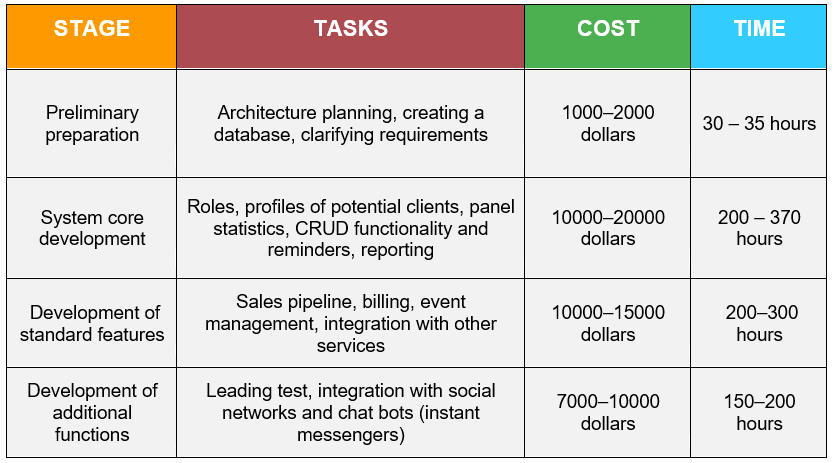 STAGE
TASKS
COST
TIME
Preliminary
preparation
Architecture planning, creating a
database, clarifying requirements
1000–2000
dollars
30 – 35 hours
System core
development
Roles, profiles of potential clients, panel
statistics, CRUD functionality and
reminders, reporting
10000–20000
dollars
200 – 370
hours
Development of
standard features
Sales pipeline, billing, event
management, integration with other
services
10000–15000
dollars
200–300
hours
Development of
additional
functions
Leading test, integration with social
networks and chat bots (instant
messengers)
7000–10000
dollars
150–200
hours